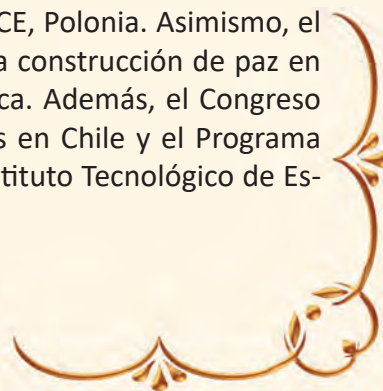 CE, Polonia. Asimismo, el
a construcción de paz en
ca. Además, el Congreso
s en Chile y el Programa
tituto Tecnológico de Es-